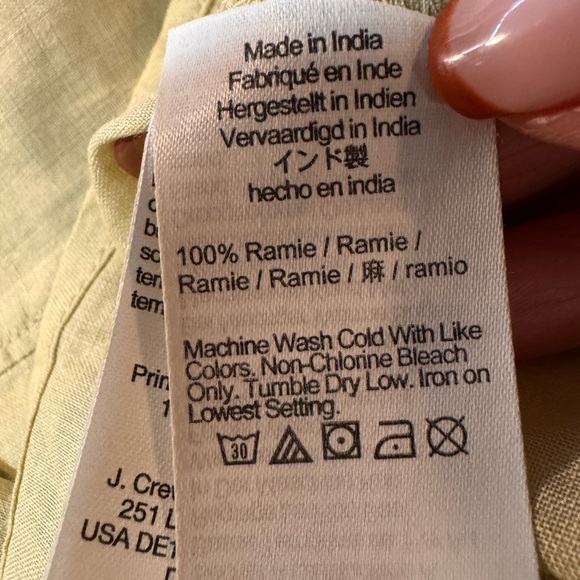 Made in India
Fabriqué en Inde
Hergestellt in Indien
Vervaardigd in India
インド製
hecho en india
100% Ramie / Ramie /
Ramie / Ramie / 麻 / ramio
Machine Wash Cold With Like
Colors. Non-Chlorine Bleach
Only. Tumble Dry Low. Iron on
Lowest Setting.
30
J. Cre
251 L
USA DE1